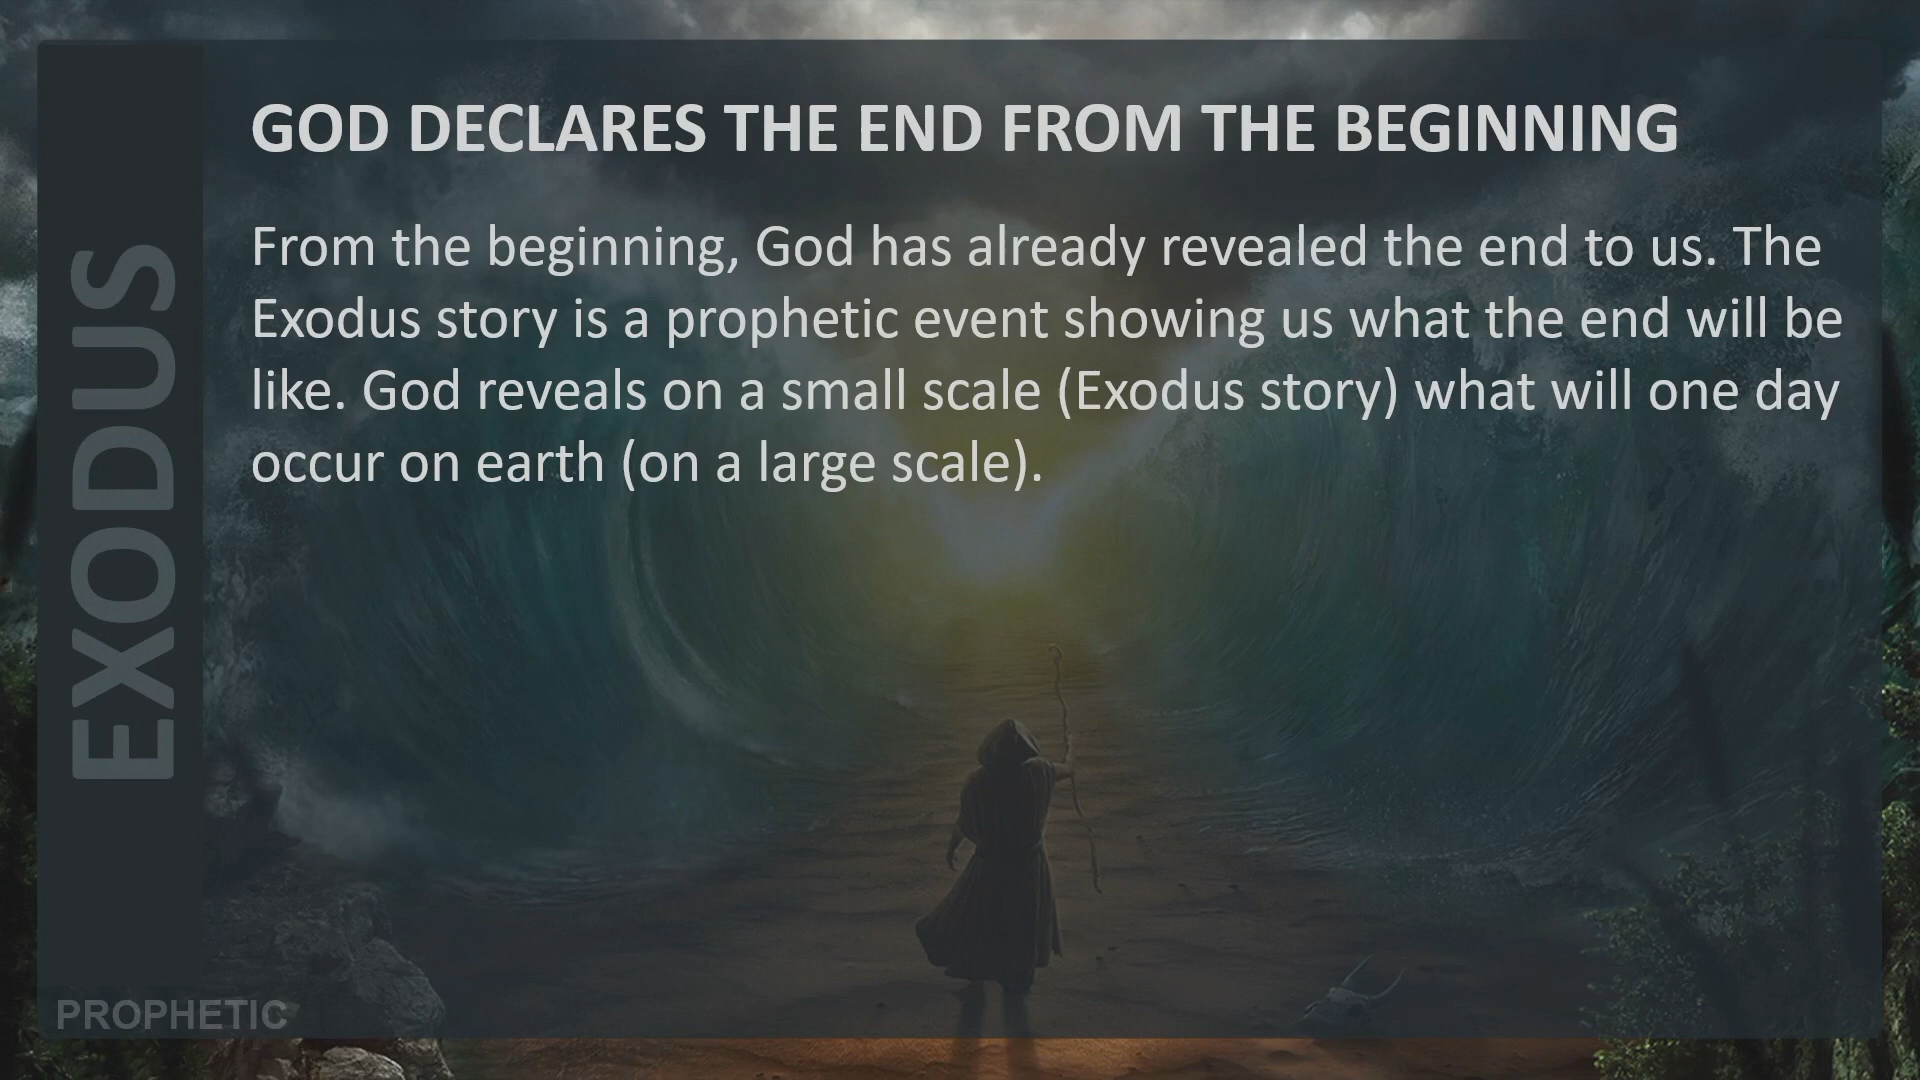 GOD DECLARES THE END FROM THE BEGINNING
From the beginning, God has already revealed the end to us. The
Exodus story is a prophetic event showing us what the end will be
like. God reveals on a small scale (Exodus story) what will one day
occur on earth (on a large scale).
EXODUS
PROPHETIC